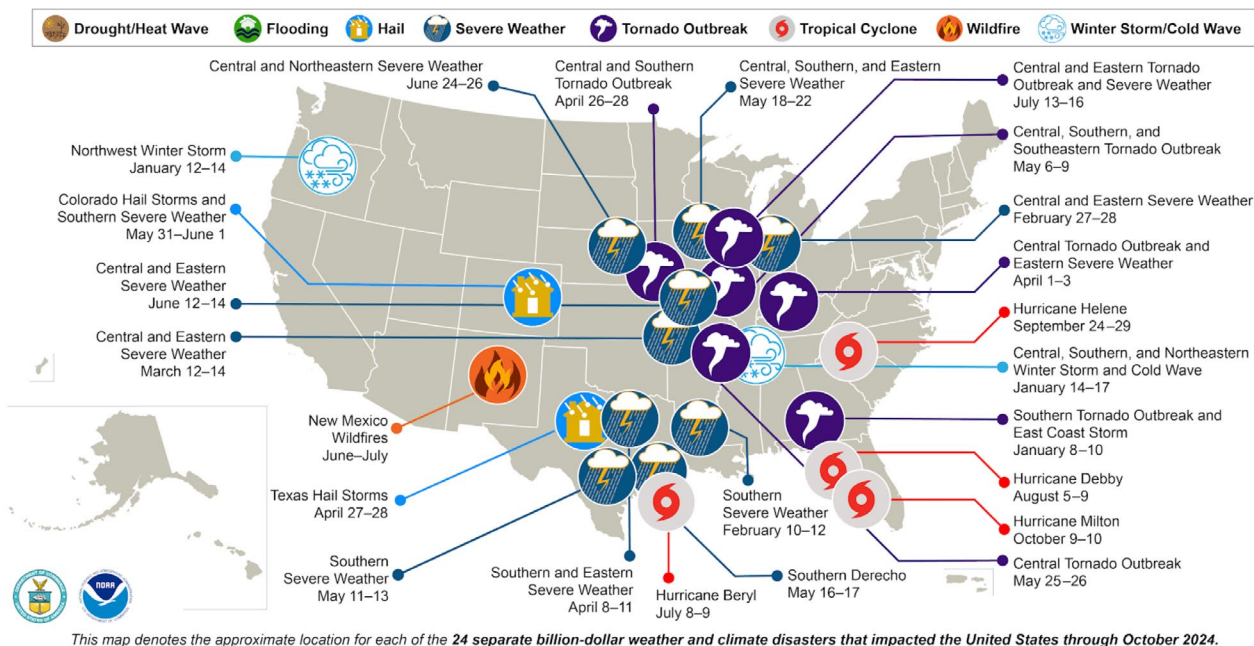 Drought/Heat Wave
Flooding
Hail
Severe Weather
Tornado Outbreak
Tropical Cyclone
Wildfire
Winter Storm/Cold Wave
Central and Northeastern Severe Weather
June 24–26
Central and Southern
Tornado Outbreak
April 26–28
Central, Southern, and Eastern
Severe Weather
May 18–22
Central and Eastern Tornado
Outbreak and Severe Weather
July 13–16
Northwest Winter Storm
January 12–14
Central, Southern, and
Southeastern Tornado Outbreak
May 6–9
Colorado Hail Storms and
Southern Severe Weather
May 31–June 1
Central and Eastern Severe Weather
February 27–28
Central Tornado Outbreak and
Eastern Severe Weather
April 1–3
Central and Eastern
Severe Weather
June 12–14
Hurricane Helene
September 24–29
Central and Eastern
Severe Weather
March 12–14
Central, Southern, and Northeastern
Winter Storm and Cold Wave
January 14–17
New Mexico
Wildfires
June–July
Southern Tornado Outbreak and
East Coast Storm
January 8–10
Texas Hail Storms
April 27–28
Southern
Severe Weather
February 10–12
Hurricane Debby
August 5–9
Hurricane Milton
October 9–10
Southern
Severe Weather
May 11–13
Southern and Eastern
Severe Weather
April 8–11
Hurricane Beryl
July 8–9
Southern Derecho
May 16–17
Central Tornado Outbreak
May 25–26
NOAA
This map denotes the approximate location for each of the 24 separate billion-dollar weather and climate disasters that impacted the United States through October 2024.